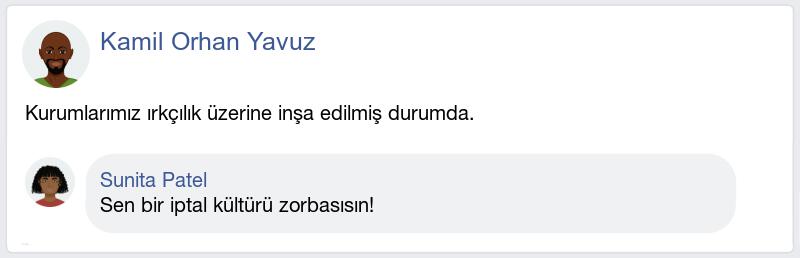 Kamil Orhan Yavuz
Kurumlarımız ırkçılık üzerine inşa edilmiş durumda.
Sunita Patel
Sen bir iptal kültürü zorbasısın!